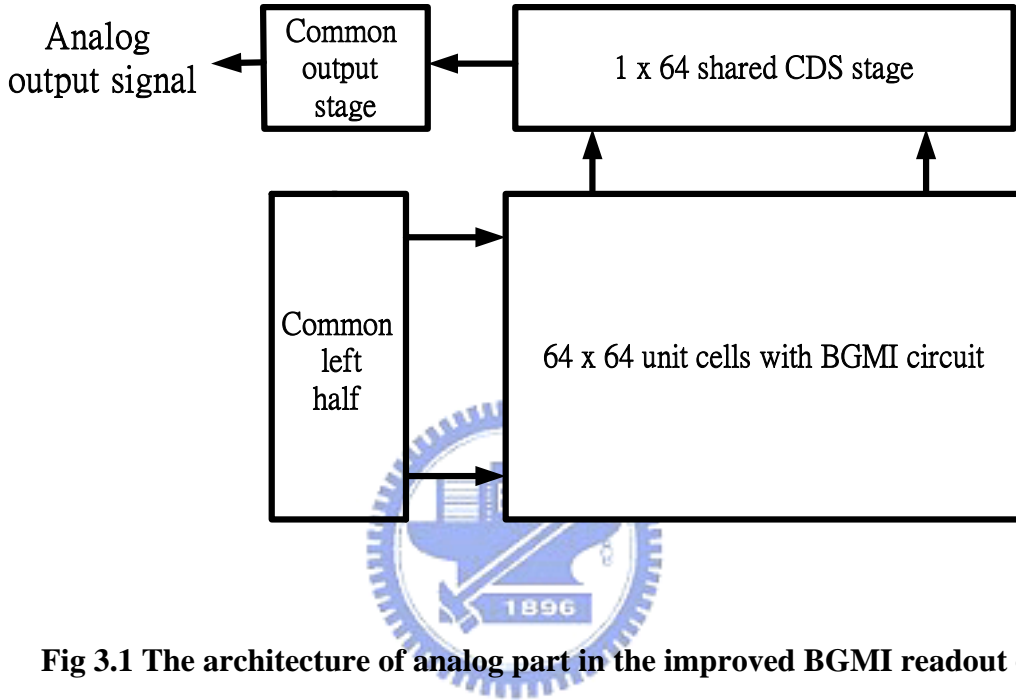 Analog
output signal
Common
output
stage
1 x 64 shared CDS stage
Common
left
half
64 x 64 unit cells with BGMI circuit
1896
Fig 3.1 The architecture of analog part in the improved BGMI readout